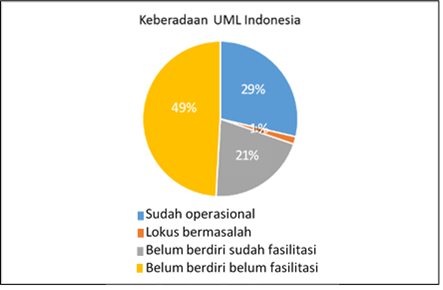 Keberadaan UML Indonesia
29%
1%
21%
49%
Sudah operasional
Lokus bermasalah
Belum berdiri sudah fasilitasi
Belum berdiri belum fasilitasi